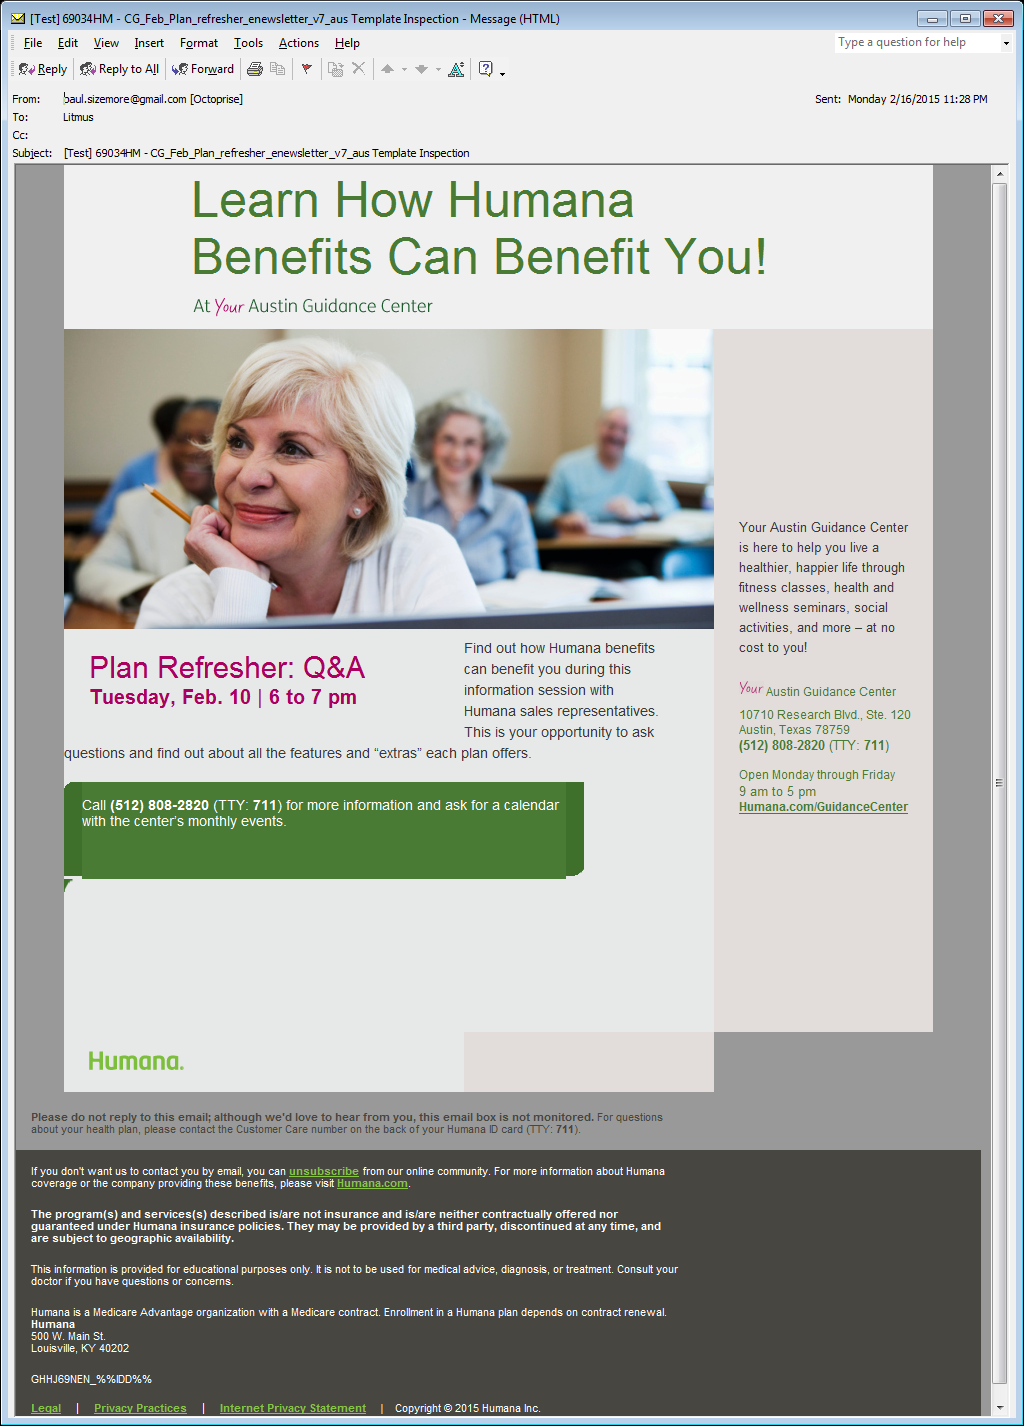 [Test] 69034HM - CG_Feb_Plan_refresher_enewsletter_v7_aus Template Inspection - Message (HTML)
File Edit View Insert Format Tools Actions Help
Type a question for help
Reply Reply to All Forward
From: paul.sizemore@gmail.com [Octoprise]
Sent: Monday 2/16/2015 11:28 PM
To: Litmus
Cc:
Subject: [Test] 69034HM - CG_Feb_Plan_refresher_enewsletter_v7_aus Template Inspection
Learn How Humana
Benefits Can Benefit You!
At Your Austin Guidance Center
Your Austin Guidance Center
is here to help you live a
healthier, happier life through
fitness classes, health and
wellness seminars, social
activities, and more – at no
cost to you!
Your Austin Guidance Center
10710 Research Blvd., Ste. 120
Austin, Texas 78759
(512) 808-2820 (TTY: 711)
Open Monday through Friday
9 am to 5 pm
Humana.com/GuidanceCenter
Plan Refresher: Q&A
Tuesday, Feb. 10 | 6 to 7 pm
Find out how Humana benefits
can benefit you during this
information session with
Humana sales representatives.
This is your opportunity to ask
questions and find out about all the features and “extras” each plan offers.
Call (512) 808-2820 (TTY: 711) for more information and ask for a calendar
with the center’s monthly events.
Humana.
Please do not reply to this email; although we'd love to hear from you, this email box is not monitored. For questions
about your health plan, please contact the Customer Care number on the back of your Humana ID card (TTY: 711).
If you don't want us to contact you by email, you can unsubscribe from our online community. For more information about Humana
coverage or the company providing these benefits, please visit Humana.com.
The program(s) and services(s) described is/are not insurance and is/are neither contractually offered nor
guaranteed under Humana insurance policies. They may be provided by a third party, discontinued at any time, and
are subject to geographic availability.
This information is provided for educational purposes only. It is not to be used for medical advice, diagnosis, or treatment. Consult your
doctor if you have questions or concerns.
Humana is a Medicare Advantage organization with a Medicare contract. Enrollment in a Humana plan depends on contract renewal.
Humana
500 W. Main St.
Louisville, KY 40202
GHHJ69NEN_%%IDD%%
Legal | Privacy Practices | Internet Privacy Statement | Copyright © 2015 Humana Inc.